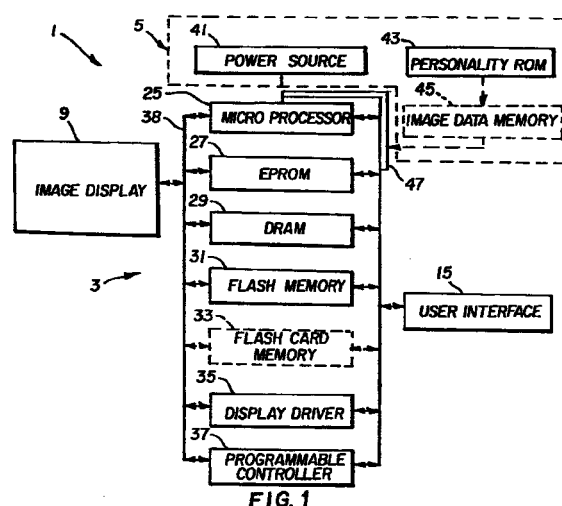 1
5
41
POWER SOURCE
43
PERSONALITY ROM
45
IMAGE DATA MEMORY
9
IMAGE DISPLAY
25
38
MICRO PROCESSOR
47
27
EPROM
29
DRAM
3
31
FLASH MEMORY
15
USER INTERFACE
33
FLASH CARD
MEMORY
35
DISPLAY DRIVER
37
PROGRAMMABLE
CONTROLLER
FIG. 1